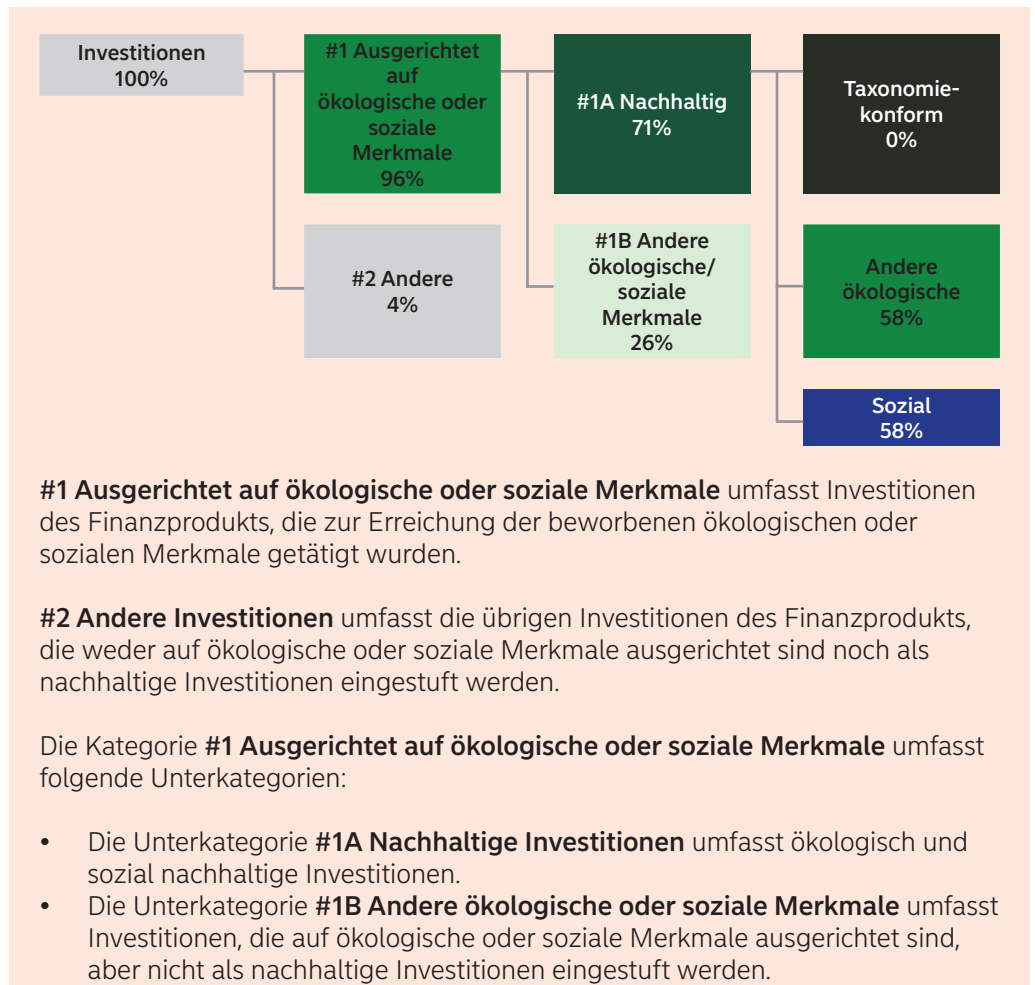 Investitionen
100%
#1 Ausgerichtet
auf
ökologische oder
soziale
Merkmale
96%
#1A Nachhaltig
71%
Taxonomie-
konform
0%
#2 Andere
4%
#1B Andere
ökologische/
soziale
Merkmale
26%
Andere
ökologische
58%
Sozial
58%
#1 Ausgerichtet auf ökologische oder soziale Merkmale umfasst Investitionen
des Finanzprodukts, die zur Erreichung der beworbenen ökologischen oder
sozialen Merkmale getätigt wurden.
#2 Andere Investitionen umfasst die übrigen Investitionen des Finanzprodukts,
die weder auf ökologische oder soziale Merkmale ausgerichtet sind noch als
nachhaltige Investitionen eingestuft werden.
Die Kategorie #1 Ausgerichtet auf ökologische oder soziale Merkmale umfasst
folgende Unterkategorien:
• Die Unterkategorie #1A Nachhaltige Investitionen umfasst ökologisch und
sozial nachhaltige Investitionen.
• Die Unterkategorie #1B Andere ökologische oder soziale Merkmale umfasst
Investitionen, die auf ökologische oder soziale Merkmale ausgerichtet sind,
aber nicht als nachhaltige Investitionen eingestuft werden.